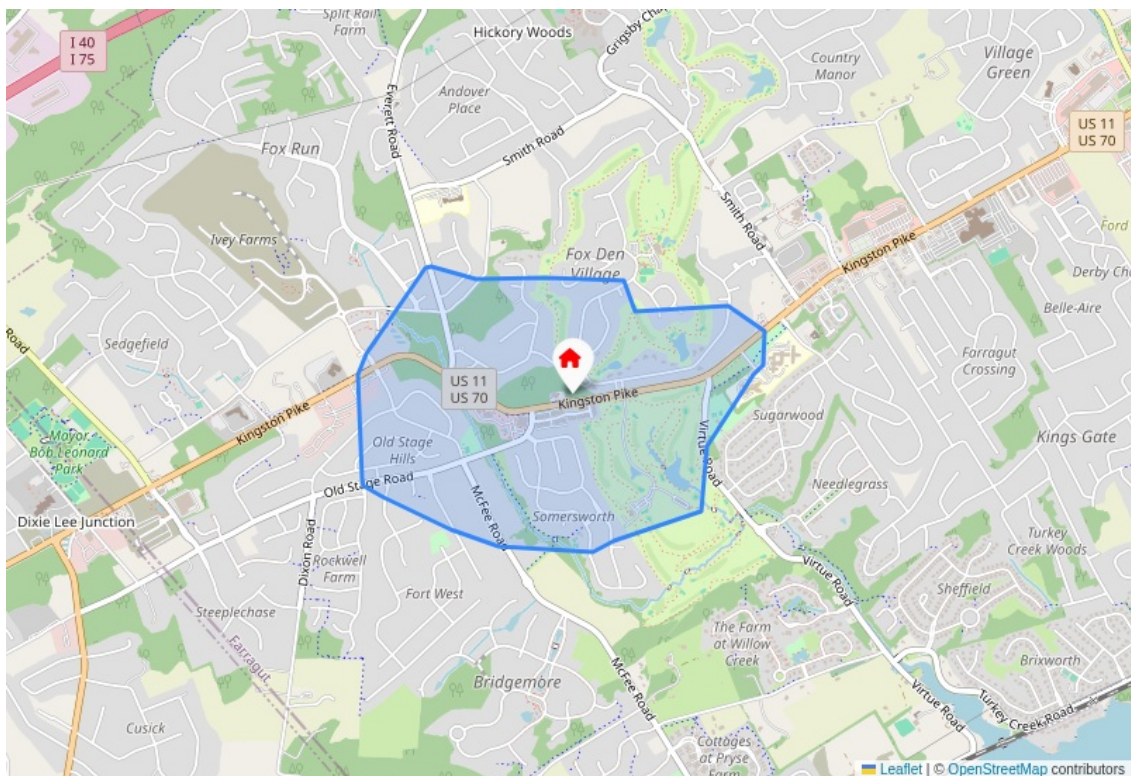 Split Rail
Farm
Hickory Woods
Grigsby Cha
I 40
I 75
Country
Manor
Village
Green
Andover
Place
Everett Road
US 11
US 70
Fox Run
Smith Road
Smith Road
Ivey Farms
Fox Den
Village
Kingston Pike
Ford
Derby Ch
Belle-Aire
Road
Sedgefield
Farragut
Crossing
US 11
US 70
Kingston Pike
Kingston Pike
Sugarwood
Mayor
Bob Leonard
Park
Old Stage
Hills
Virtue Road
Kings Gate
Old Stage Road
McFee Road
Needlegrass
Dixie Lee Junction
Somersworth
Dixon Road
Rockwell
Farm
Turkey
Creek Woods
Virtue Road
Fort West
Sheffield
Steeplechase
Farragut
The Farm
at Willow
Creek
Brixworth
McFee Road
Bridgemore
Virtue Road
Turkey Creek Road
Cusick
Cottages
at Pryse
Farm
Leaflet | © OpenStreetMap contributors